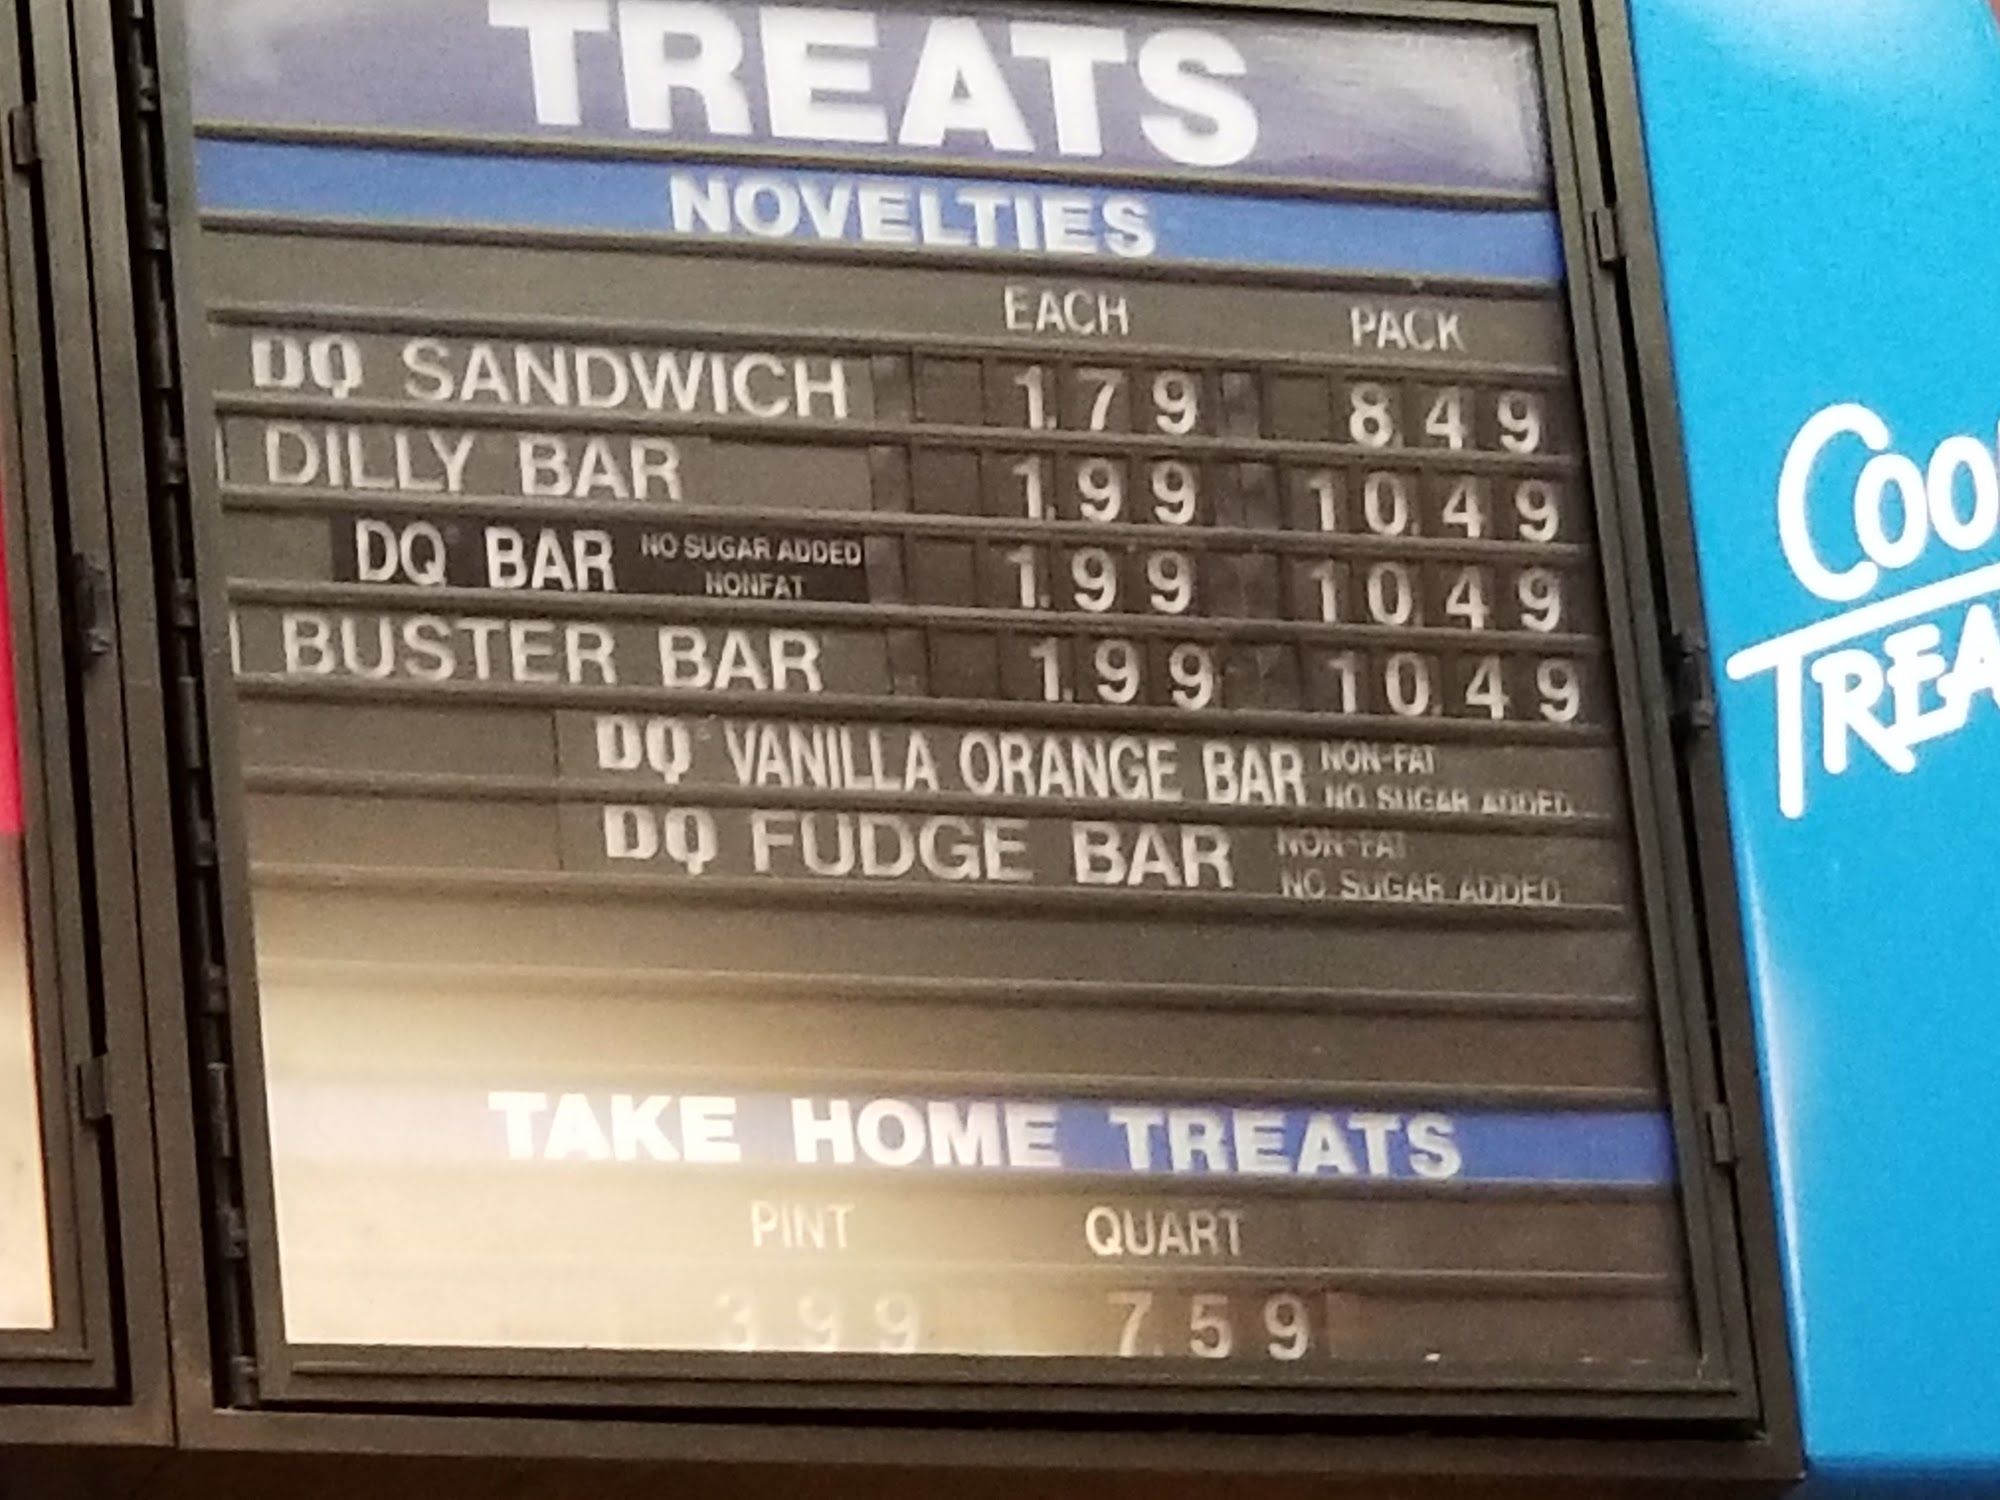 TREATS
NOVELTIES
EACH PACK
DQ SANDWICH 1.79 8.49
DILLY BAR 1.99 10.49
DQ BAR NO SUGAR ADDED NONFAT 1.99 10.49
BUSTER BAR 1.99 10.49
DQ VANILLA ORANGE BAR NON-FAT NO SUGAR ADDED
DQ FUDGE BAR NON-FAT NO SUGAR ADDED
TAKE HOME TREATS
PINT QUART
3 99 7.59
COO
TREA